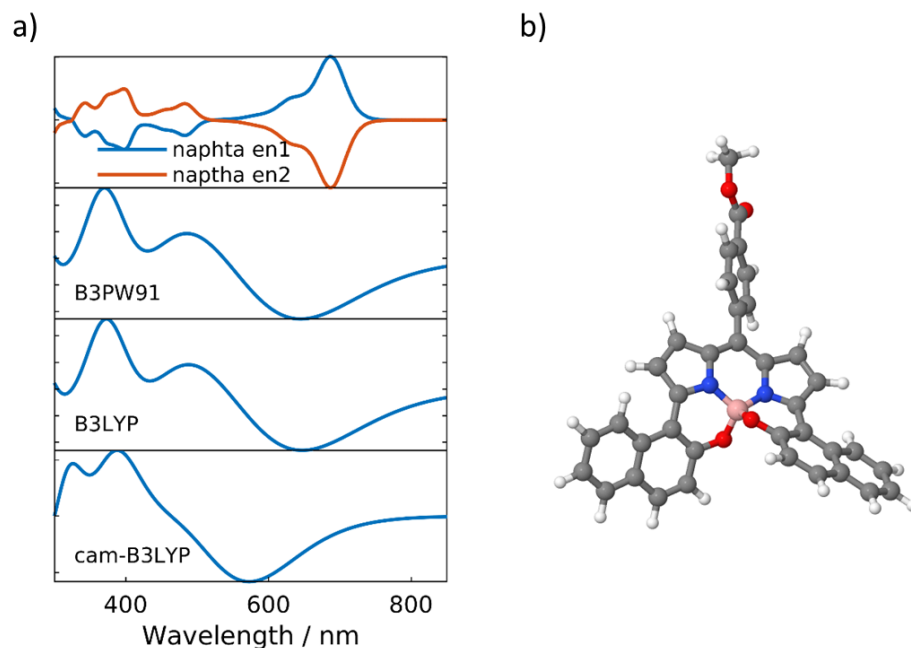 a)
b)
naphta en1
naptha en2
B3PW91
B3LYP
cam-B3LYP
400
600
800
Wavelength / nm